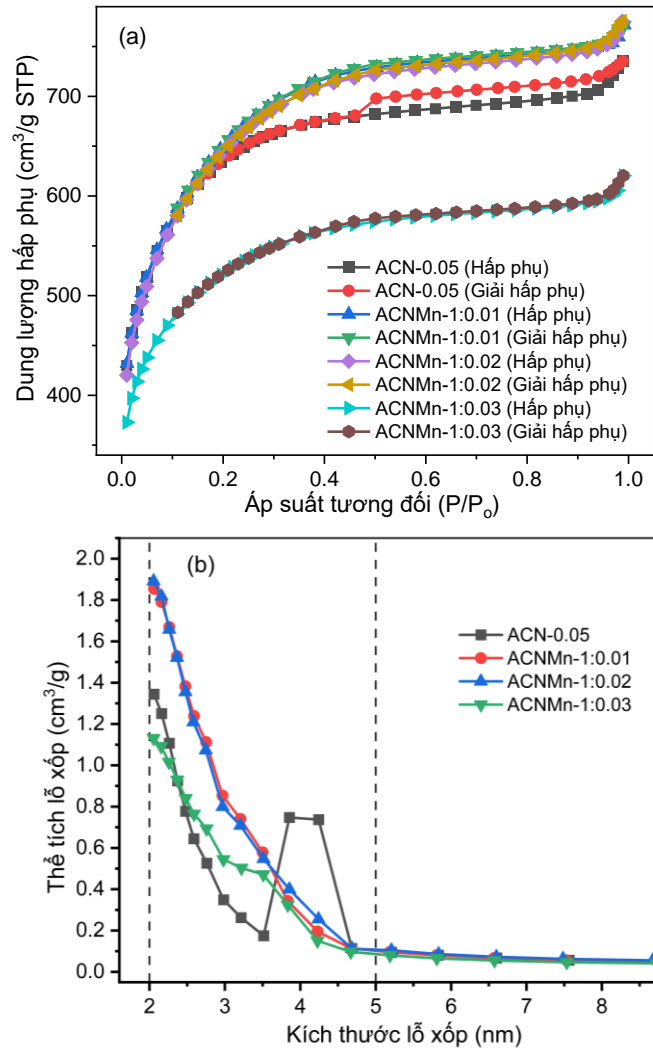 (a)
Dung lượng hấp phụ (cm³/g STP)
700
600
500
400
ACN-0.05 (Hấp phụ)
ACN-0.05 (Giải hấp phụ)
ACNMn-1:0.01 (Hấp phụ)
ACNMn-1:0.01 (Giải hấp phụ)
ACNMn-1:0.02 (Hấp phụ)
ACNMn-1:0.02 (Giải hấp phụ)
ACNMn-1:0.03 (Hấp phụ)
ACNMn-1:0.03 (Giải hấp phụ)
0.0 0.2 0.4 0.6 0.8 1.0
Áp suất tương đối (P/Pₒ)
(b)
Thể tích lỗ xốp (cm³/g)
2.0
1.8
1.6
1.4
1.2
1.0
0.8
0.6
0.4
0.2
0.0
ACN-0.05
ACNMn-1:0.01
ACNMn-1:0.02
ACNMn-1:0.03
2 3 4 5 6 7 8
Kích thước lỗ xốp (nm)